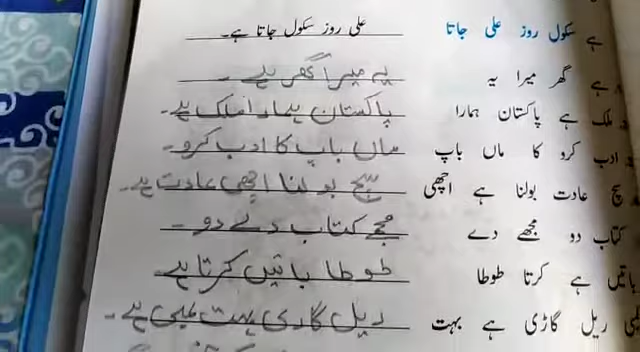 ہے سکول روز علی جاتا علی روز سکول جاتا ہے۔
ہے گھر میرا یہ یہ میرا گھر ہے۔
ملک ہے پاکستان ہمارا پاکستان ہمارا ملک ہے۔
ادب کرو کا ماں باپ ماں باپ کا ادب کرو۔
سچ عادت بولنا ہے اچھی سچ بولنا اچھی عادت ہے۔
کتاب دو مجھے دے مجھے کتاب دے دو۔
باتیں ہے کرتا طوطا طوطا باتیں کرتا ہے
ریل گاڑی ہے بہت ریل گاڑی بہت لمبی ہے۔